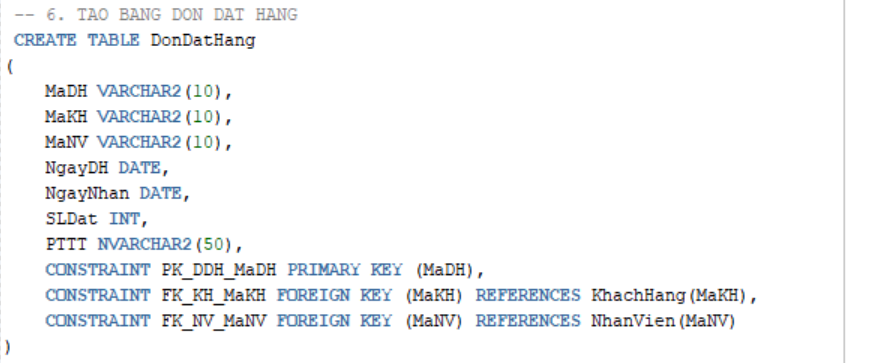 -- 6. TAO BANG DON DAT HANG
CREATE TABLE DonDatHang
(
MaDH VARCHAR2(10),
MaKH VARCHAR2(10),
MaNV VARCHAR2(10),
NgayDH DATE,
NgayNhan DATE,
SLDat INT,
PTTT NVARCHAR2(50),
CONSTRAINT PK_DDH_MaDH PRIMARY KEY (MaDH),
CONSTRAINT FK_KH_MaKH FOREIGN KEY (MaKH) REFERENCES KhachHang(MaKH),
CONSTRAINT FK_NV_MaNV FOREIGN KEY (MaNV) REFERENCES NhanVien(MaNV)
)